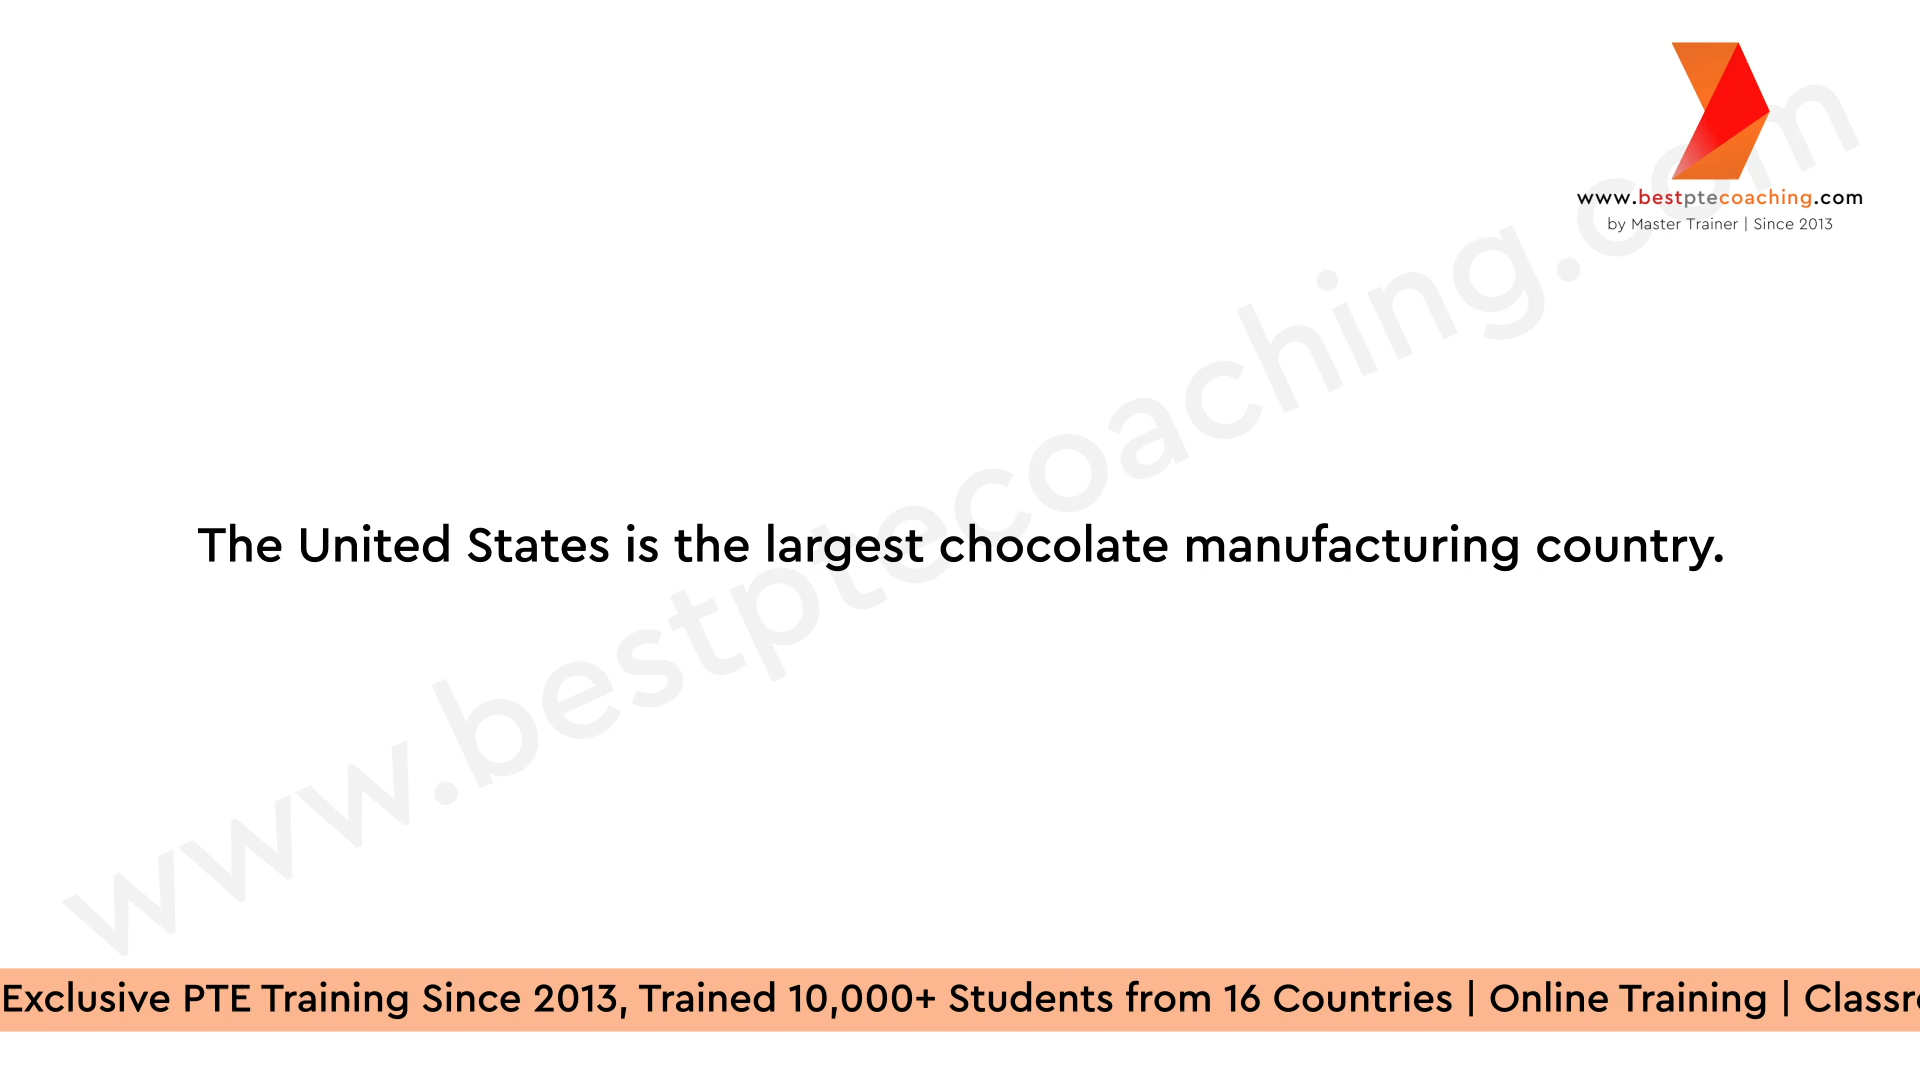 www.bestptecoaching.com
by Master Trainer | Since 2013
The United States is the largest chocolate manufacturing country.
www.bestptecoaching.com
Exclusive PTE Training Since 2013, Trained 10,000+ Students from 16 Countries | Online Training | Classr